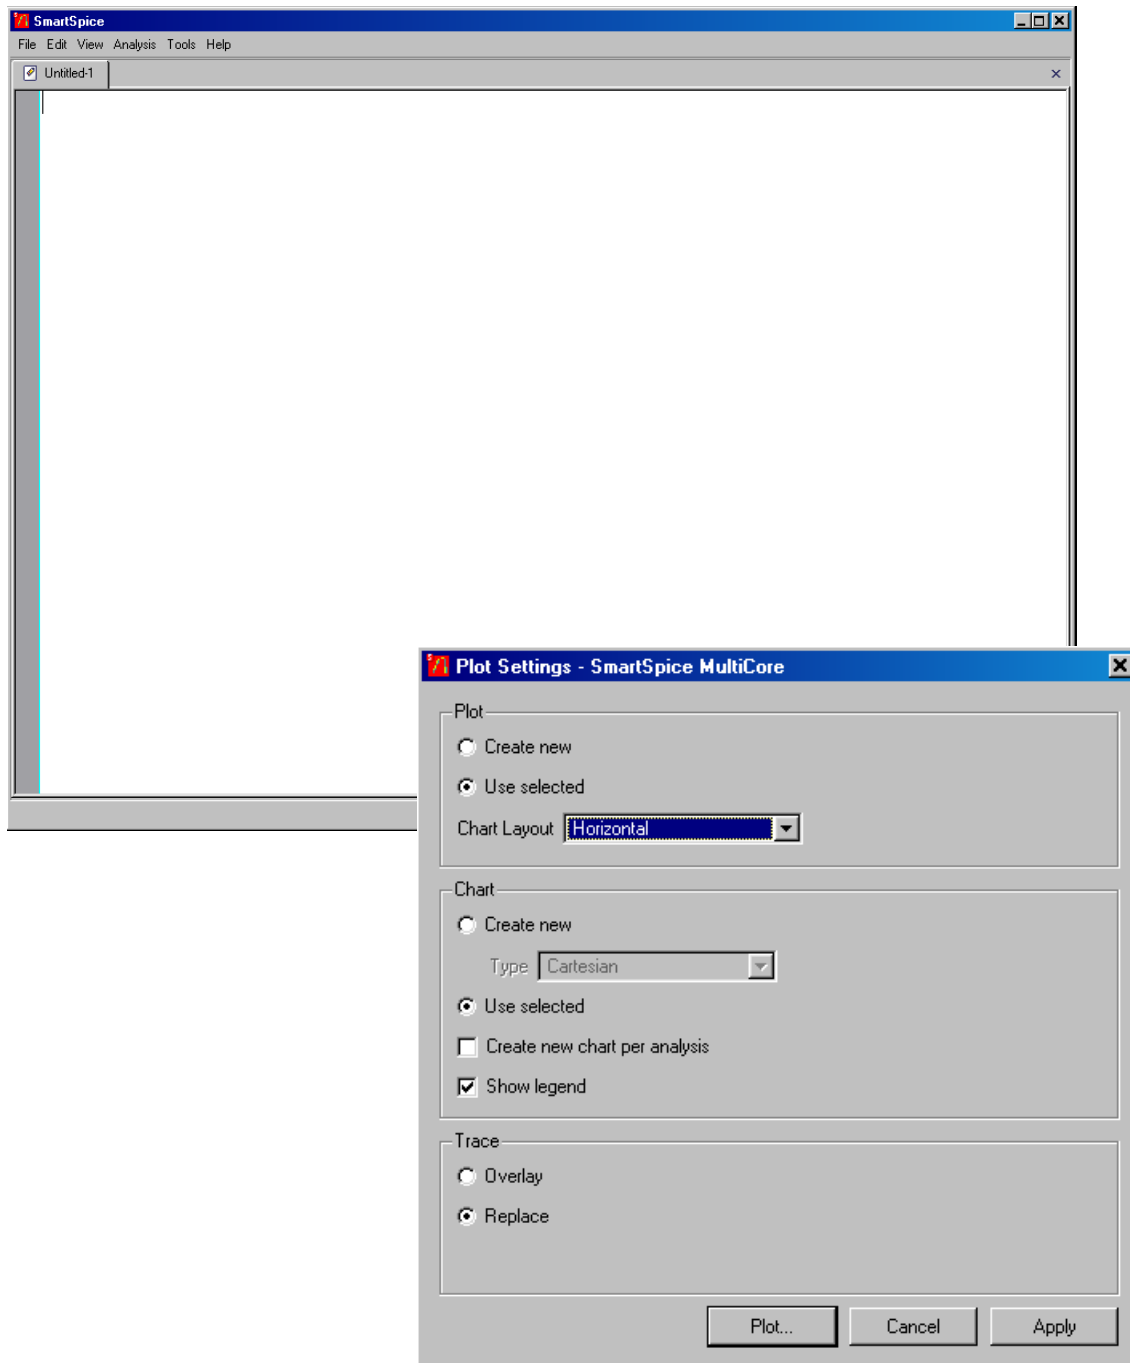 SmartSpice
File Edit View Analysis Tools Help
Untitled-1
Plot Settings - SmartSpice MultiCore
Plot
Create new
Use selected
Chart Layout Horizontal
Chart
Create new
Type Cartesian
Use selected
Create new chart per analysis
Show legend
Trace
Overlay
Replace
Plot... Cancel Apply